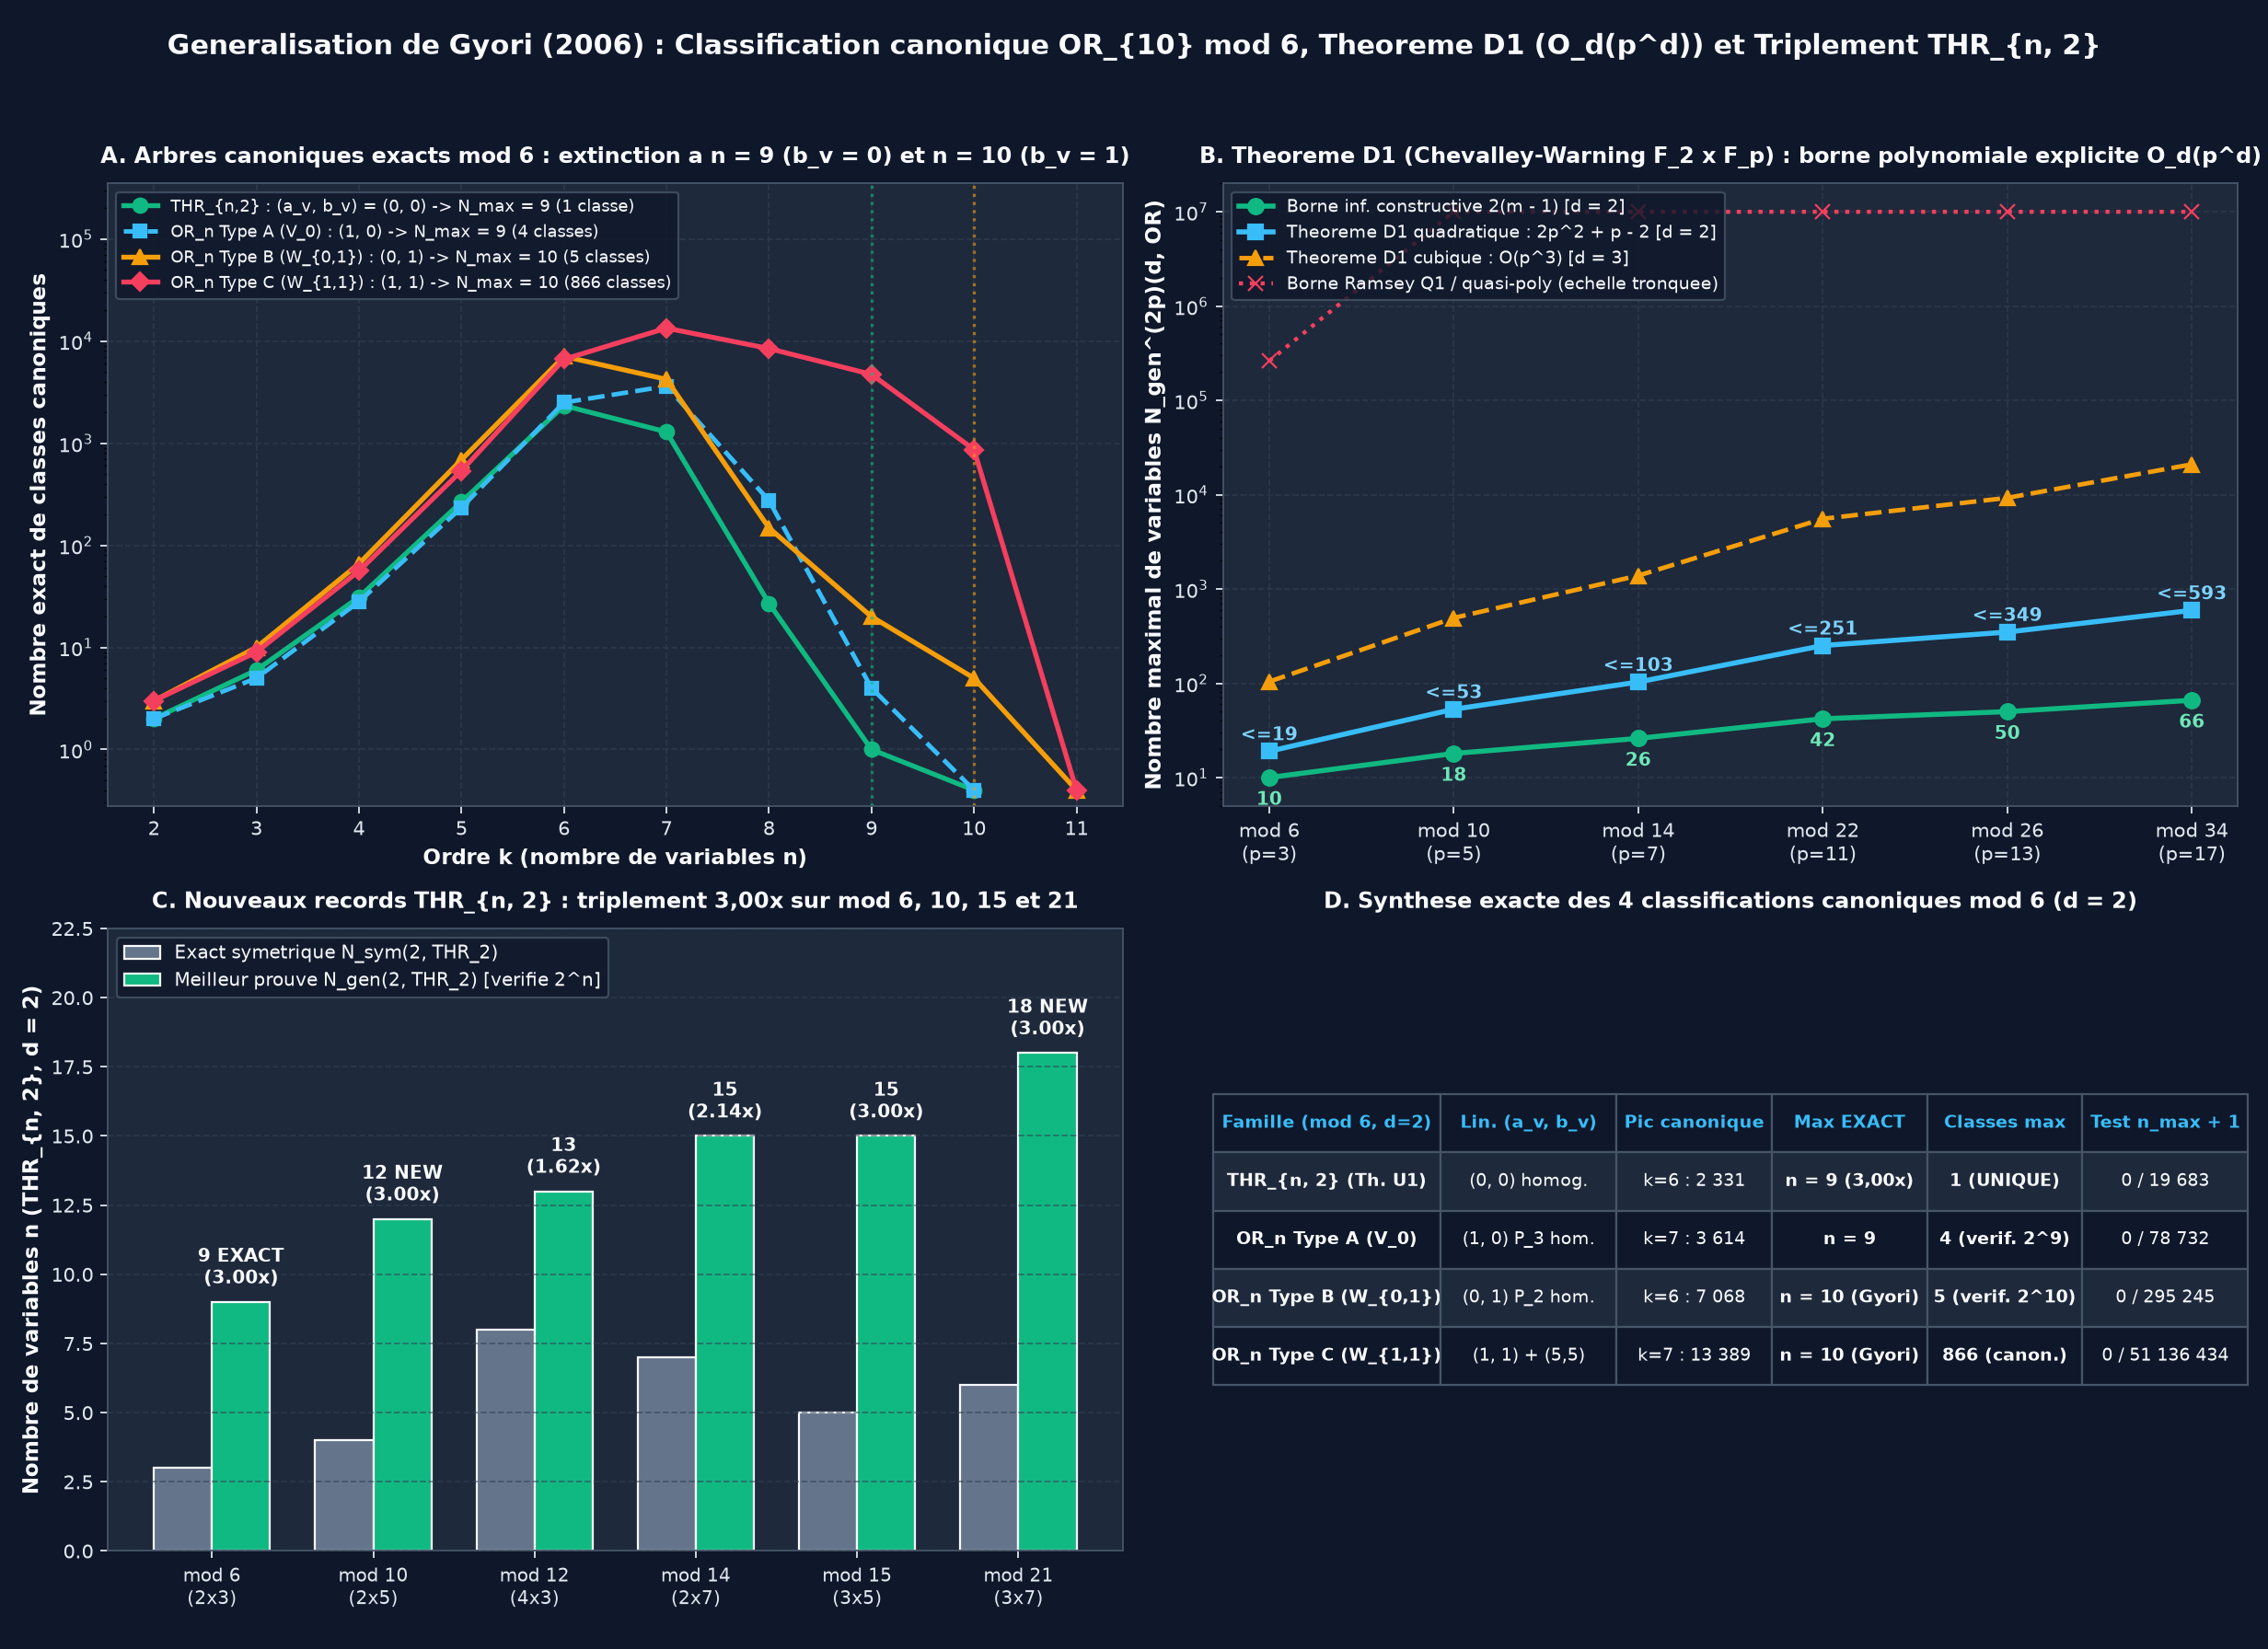 Generalisation de Gyori (2006) : Classification canonique OR_{10} mod 6, Theoreme D1 (O_d(p^d)) et Triplement THR_{n, 2}
A. Arbres canoniques exacts mod 6 : extinction a n = 9 (b_v = 0) et n = 10 (b_v = 1)
THR_{n,2} : (a_v, b_v) = (0, 0) -> N_max = 9 (1 classe)
OR_n Type A (V_0) : (1, 0) -> N_max = 9 (4 classes)
OR_n Type B (W_{0,1}) : (0, 1) -> N_max = 10 (5 classes)
OR_n Type C (W_{1,1}) : (1, 1) -> N_max = 10 (866 classes)
Nombre exact de classes canoniques
10^5
10^4
10^3
10^2
10^1
10^0
2 3 4 5 6 7 8 9 10 11
Ordre k (nombre de variables n)
B. Theoreme D1 (Chevalley-Warning F_2 x F_p) : borne polynomiale explicite O_d(p^d)
Borne inf. constructive 2(m - 1) [d = 2]
Theoreme D1 quadratique : 2p^2 + p - 2 [d = 2]
Theoreme D1 cubique : O(p^3) [d = 3]
Borne Ramsey Q1 / quasi-poly (echelle tronquee)
Nombre maximal de variables N_gen^(2p)(d, OR)
10^7
10^6
10^5
10^4
10^3
10^2
10^1
<=19
<=53
<=103
<=251
<=349
<=593
10
18
26
42
50
66
mod 6 mod 10 mod 14 mod 22 mod 26 mod 34
(p=3) (p=5) (p=7) (p=11) (p=13) (p=17)
C. Nouveaux records THR_{n, 2} : triplement 3,00x sur mod 6, 10, 15 et 21
Exact symetrique N_sym(2, THR_2)
Meilleur prouve N_gen(2, THR_2) [verifie 2^n]
Nombre de variables n (THR_{n, 2}, d = 2)
22.5
20.0
17.5
15.0
12.5
10.0
7.5
5.0
2.5
0.0
9 EXACT
(3.00x)
12 NEW
(3.00x)
13
(1.62x)
15
(2.14x)
15
(3.00x)
18 NEW
(3.00x)
mod 6 mod 10 mod 12 mod 14 mod 15 mod 21
(2x3) (2x5) (4x3) (2x7) (3x5) (3x7)
D. Synthese exacte des 4 classifications canoniques mod 6 (d = 2)
Famille (mod 6, d=2) Lin. (a_v, b_v) Pic canonique Max EXACT Classes max Test n_max + 1
THR_{n, 2} (Th. U1) (0, 0) homog. k=6 : 2 331 n = 9 (3,00x) 1 (UNIQUE) 0 / 19 683
OR_n Type A (V_0) (1, 0) P_3 hom. k=7 : 3 614 n = 9 4 (verif. 2^9) 0 / 78 732
OR_n Type B (W_{0,1}) (0, 1) P_2 hom. k=6 : 7 068 n = 10 (Gyori) 5 (verif. 2^10) 0 / 295 245
OR_n Type C (W_{1,1}) (1, 1) + (5,5) k=7 : 13 389 n = 10 (Gyori) 866 (canon.) 0 / 51 136 434